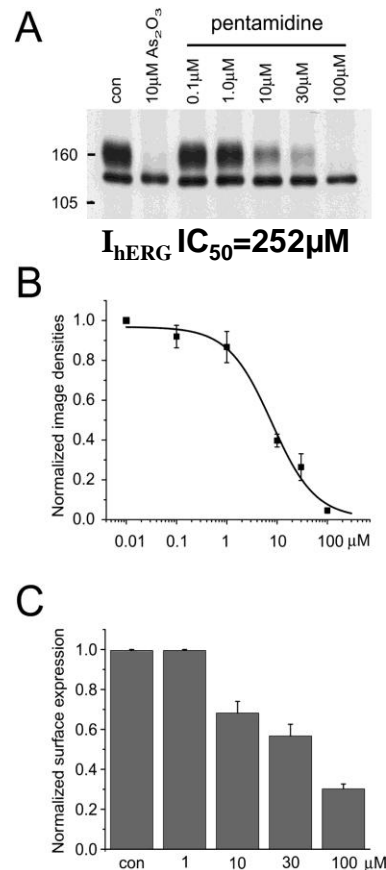 A
pentamidine
con
10µM As₂O₃
0.1µM
1.0µM
10µM
30µM
100µM
160
105
IhERG IC₅₀=252µM
B
Normalized image densities
1.0
0.8
0.6
0.4
0.2
0.0
0.01 0.1 1 10 100 µM
C
Normalized surface expression
1.0
0.8
0.6
0.4
0.2
0.0
con 1 10 30 100 µM